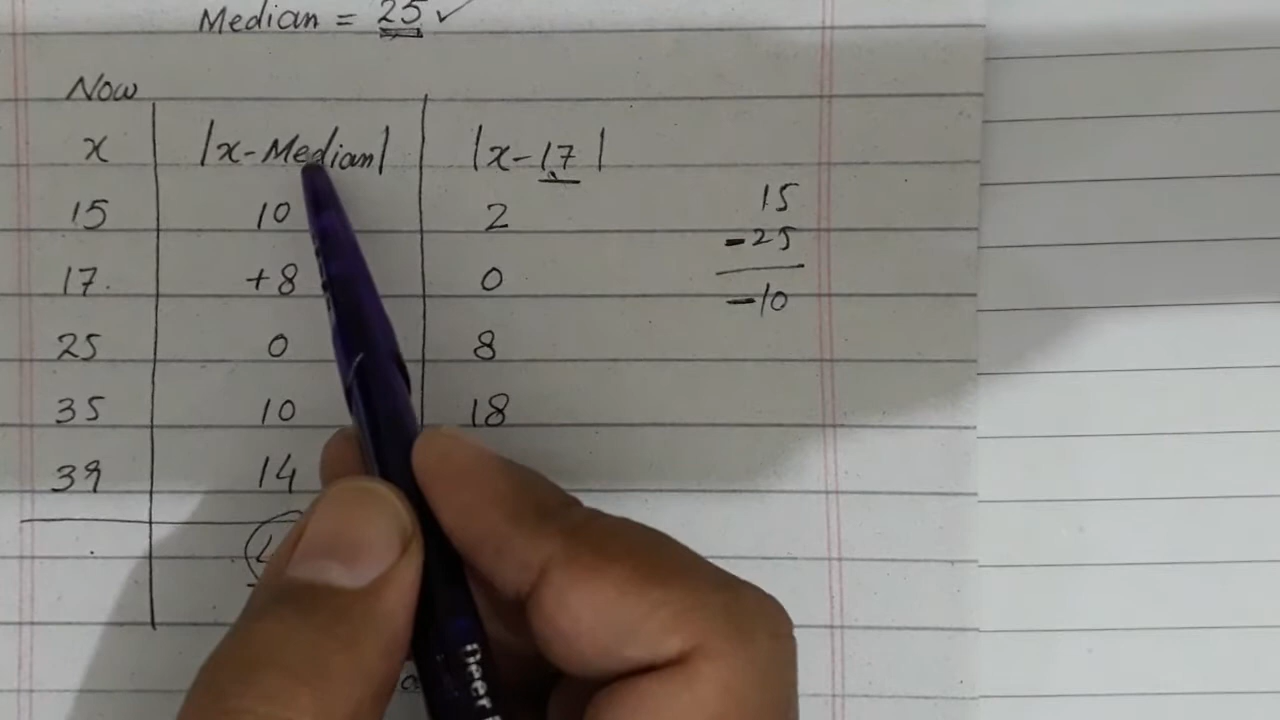 Median = 25 ✓
Now
x |x-Median| |x-17|
15 10 2
17. +8 0
25 0 8
35 10 18
39 14
15
-25
-10
Deer